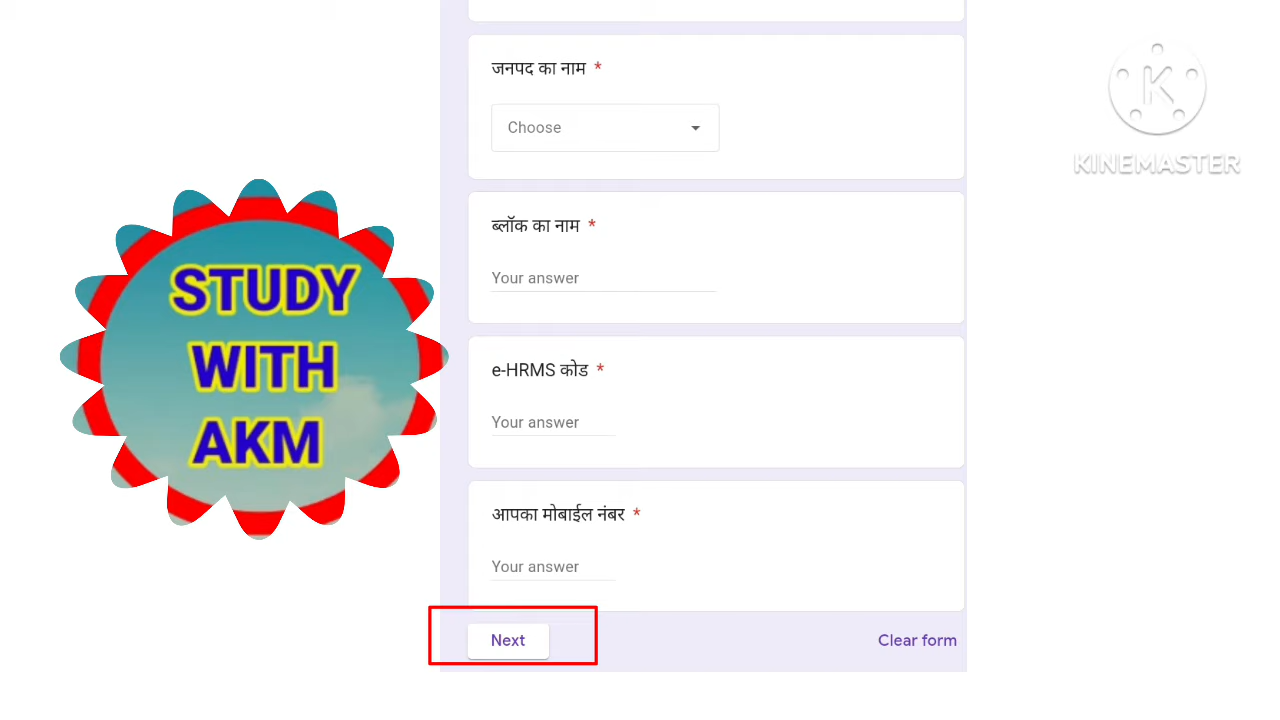 जनपद का नाम *
Choose
ब्लॉक का नाम *
Your answer
e-HRMS कोड *
Your answer
आपका मोबाईल नंबर *
Your answer
Next
Clear form
STUDY
WITH
AKM
K
KINEMASTER